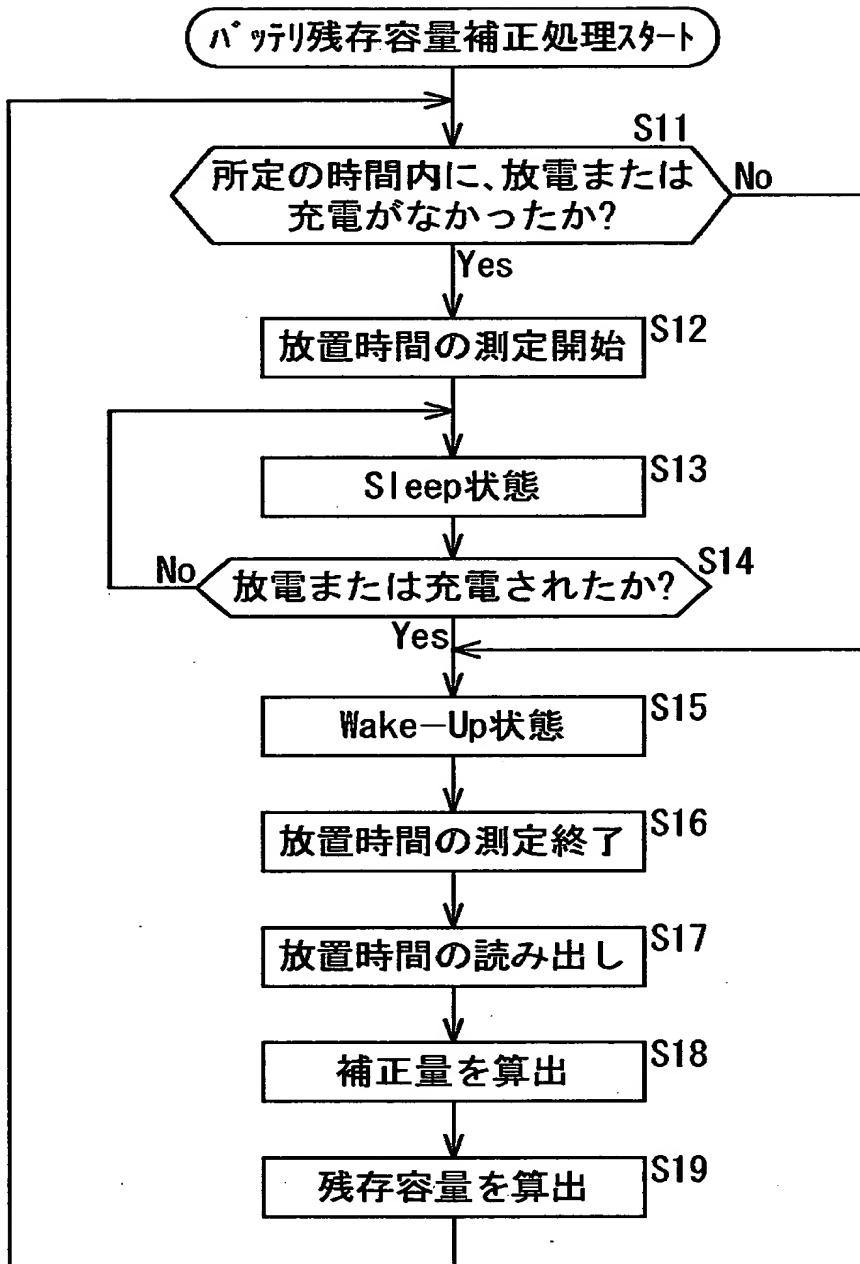 ﾊﾞｯﾃﾘ残存容量補正処理ｽﾀｰﾄ
S11
所定の時間内に、放電または
充電がなかったか?
No
Yes
放置時間の測定開始
S12
Sleep状態
S13
放電または充電されたか?
S14
No
Yes
Wake-Up状態
S15
放置時間の測定終了
S16
放置時間の読み出し
S17
補正量を算出
S18
残存容量を算出
S19